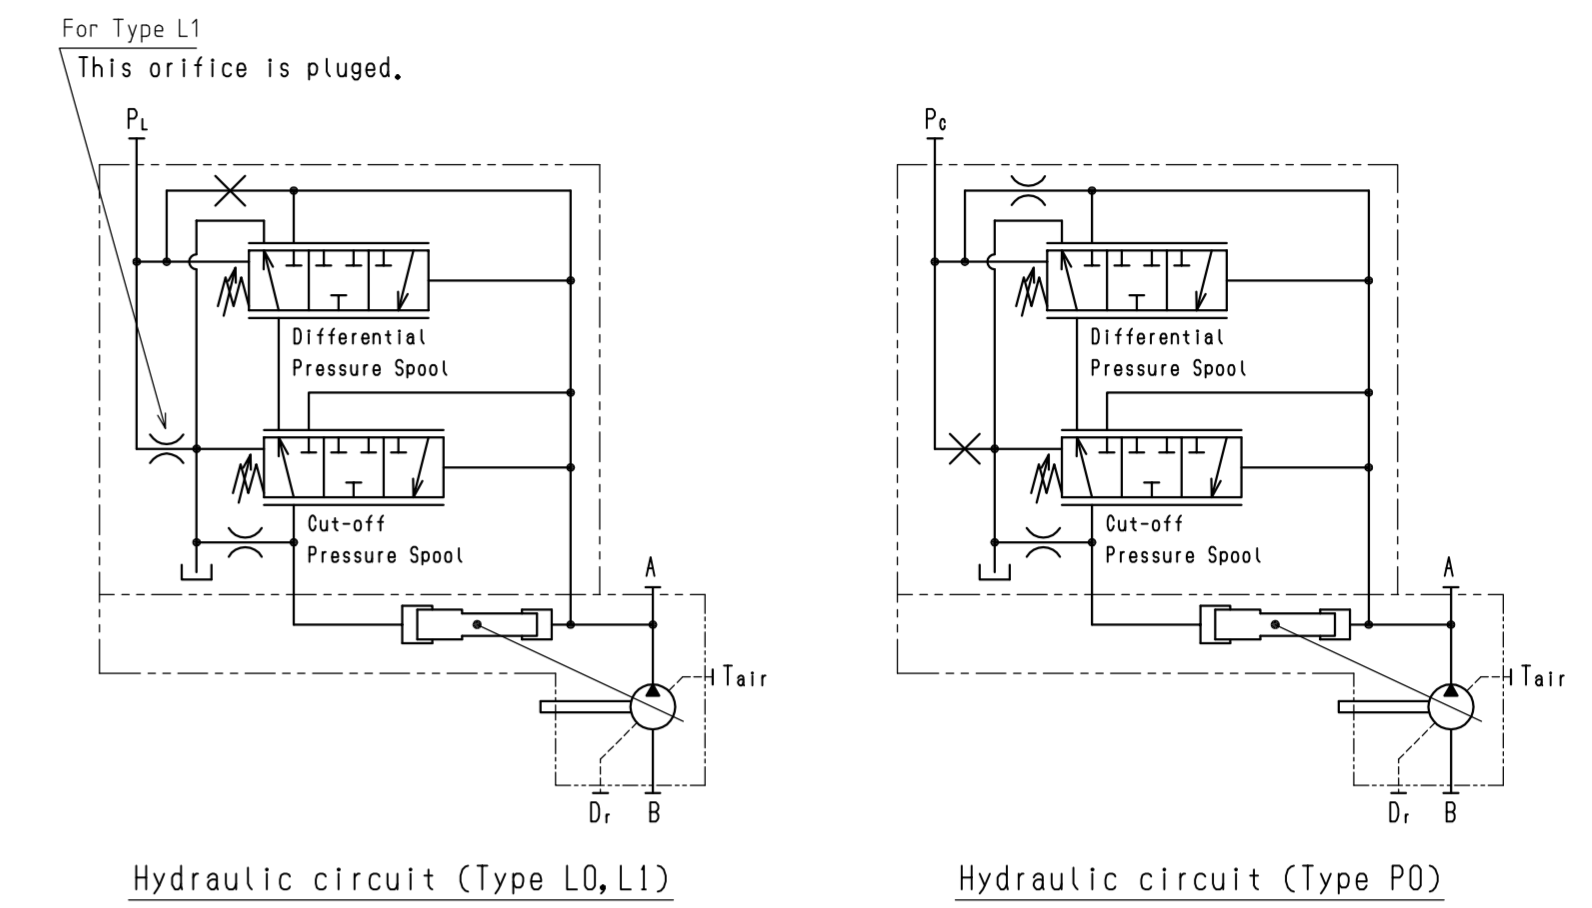 For Type L1
This orifice is pluged.
PL
Differential
Pressure Spool
Cut-off
Pressure Spool
A
Tair
Dr
B
Hydraulic circuit (Type L0,L1)
Pc
Differential
Pressure Spool
Cut-off
Pressure Spool
A
Tair
Dr
B
Hydraulic circuit (Type P0)